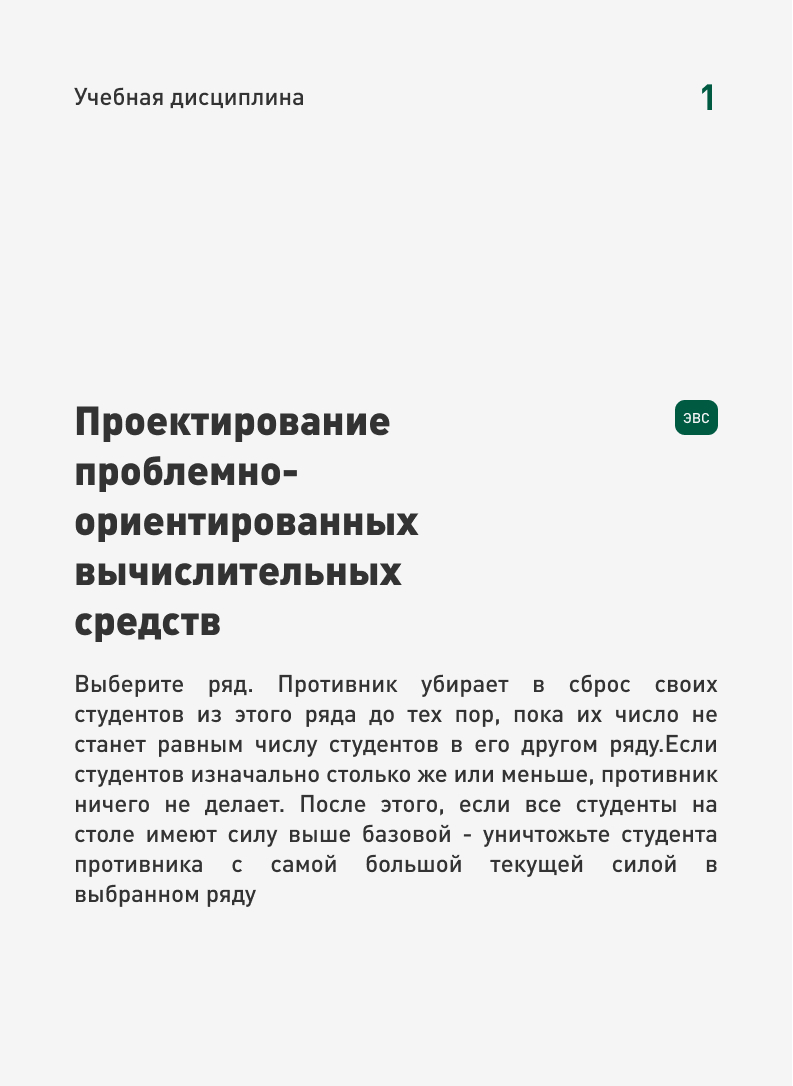 Учебная дисциплина
1
Проектирование
проблемно-
ориентированных
вычислительных
средств
ЭВС
Выберите ряд. Противник убирает в сброс своих
студентов из этого ряда до тех пор, пока их число не
станет равным числу студентов в его другом ряду.Если
студентов изначально столько же или меньше, противник
ничего не делает. После этого, если все студенты на
столе имеют силу выше базовой - уничтожьте студента
противника с самой большой текущей силой в
выбранном ряду